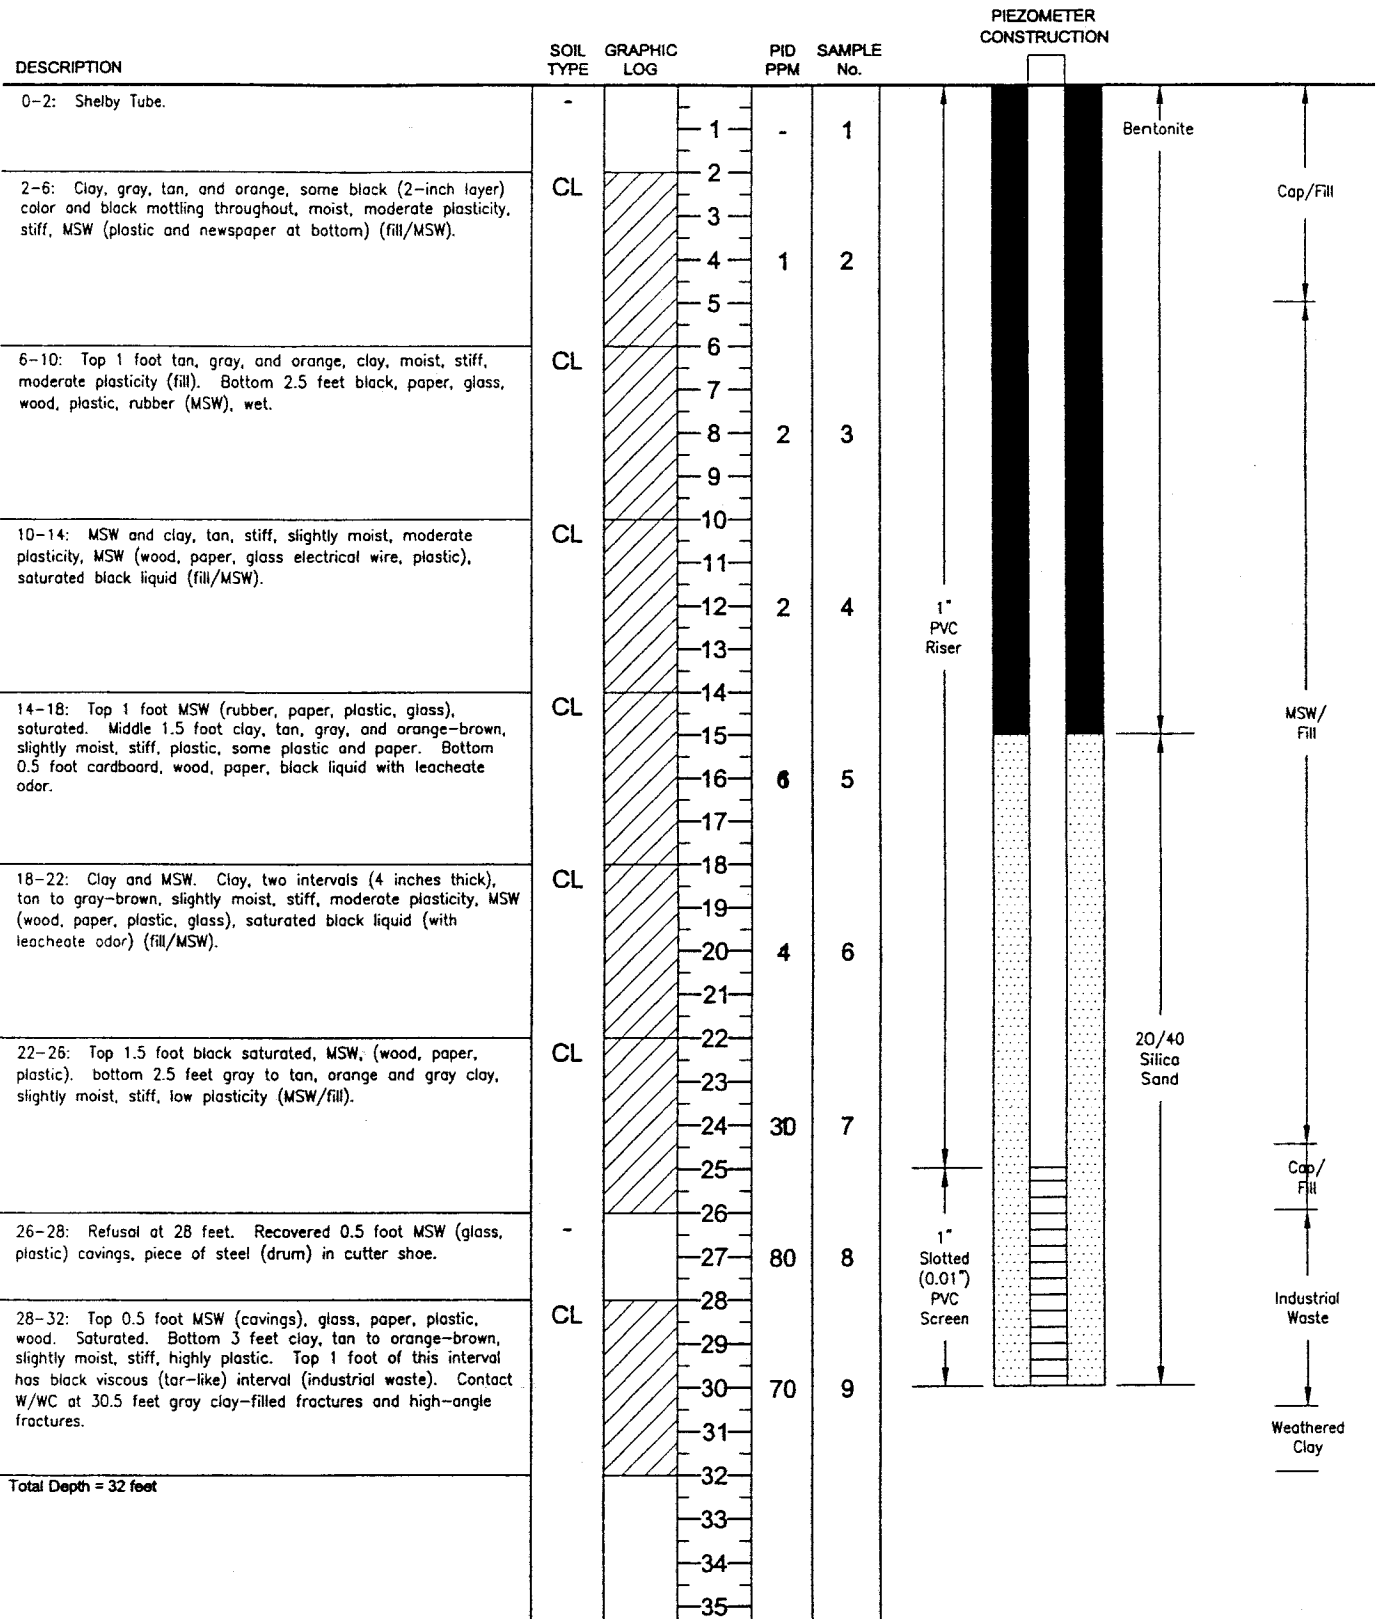 PIEZOMETER
CONSTRUCTION
DESCRIPTION
SOIL
TYPE
GRAPHIC
LOG
PID
PPM
SAMPLE
No.
0-2: Shelby Tube.
-
1
-
1
Bentonite
Cap/Fill
2-6: Clay, gray, tan, and orange, some black (2-inch layer)
color and black mottling throughout, moist, moderate plasticity,
stiff, MSW (plastic and newspaper at bottom) (fill/MSW).
CL
2
3
4
1
2
5
6-10: Top 1 foot tan, gray, and orange, clay, moist, stiff,
moderate plasticity (fill). Bottom 2.5 feet black, paper, glass,
wood, plastic, rubber (MSW), wet.
CL
6
7
8
2
3
9
10-14: MSW and clay, tan, stiff, slightly moist, moderate
plasticity, MSW (wood, paper, glass electrical wire, plastic),
saturated black liquid (fill/MSW).
CL
10
11
12
2
4
13
1"
PVC
Riser
14-18: Top 1 foot MSW (rubber, paper, plastic, glass),
saturated. Middle 1.5 foot clay, tan, gray, and orange-brown,
slightly moist, stiff, plastic, some plastic and paper. Bottom
0.5 foot cardboard, wood, paper, black liquid with leacheate
odor.
CL
14
15
16
5
17
MSW/
Fill
18-22: Clay and MSW. Clay, two intervals (4 inches thick),
tan to gray-brown, slightly moist, stiff, moderate plasticity, MSW
(wood, paper, plastic, glass), saturated black liquid (with
leacheate odor) (fill/MSW).
CL
18
19
20
4
6
21
22-26: Top 1.5 foot black saturated, MSW, (wood, paper,
plastic). bottom 2.5 feet gray to tan, orange and gray clay,
slightly moist, stiff, low plasticity (MSW/fill).
CL
22
23
24
30
7
25
20/40
Silica
Sand
Cap/
Fill
26-28: Refusal at 28 feet. Recovered 0.5 foot MSW (glass,
plastic) cavings, piece of steel (drum) in cutter shoe.
-
26
27
80
8
1"
Slotted
(0.01")
PVC
Screen
Industrial
Waste
28-32: Top 0.5 foot MSW (cavings), glass, paper, plastic,
wood. Saturated. Bottom 3 feet clay, tan to orange-brown,
slightly moist, stiff, highly plastic. Top 1 foot of this interval
has black viscous (tar-like) interval (industrial waste). Contact
W/WC at 30.5 feet gray clay-filled fractures and high-angle
fractures.
CL
28
29
30
70
9
31
Weathered
Clay
Total Depth = 32 feet
32
33
34
35